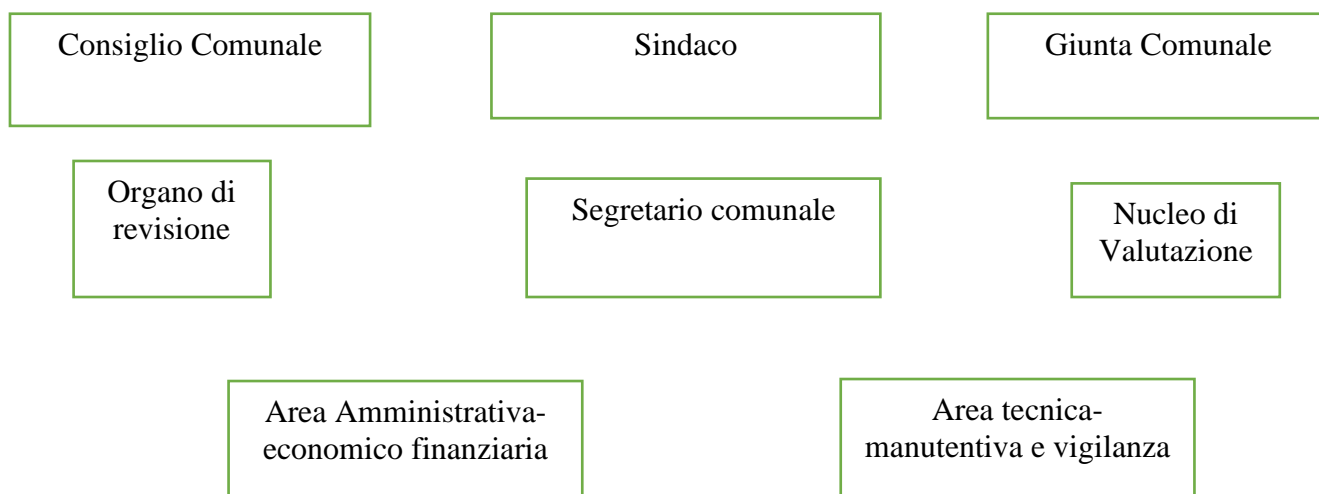 Consiglio Comunale
Sindaco
Giunta Comunale
Organo di
revisione
Segretario comunale
Nucleo di
Valutazione
Area Amministrativa-
economico finanziaria
Area tecnica-
manutentiva e vigilanza